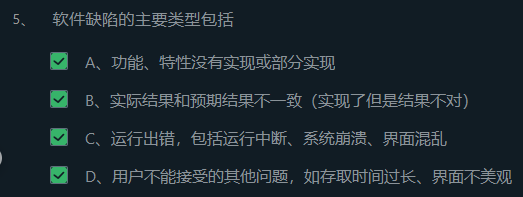 5、 软件缺陷的主要类型包括
A、功能、特性没有实现或部分实现
B、实际结果和预期结果不一致（实现了但是结果不对）
C、运行出错，包括运行中断、系统崩溃、界面混乱
D、用户不能接受的其他问题，如存取时间过长、界面不美观